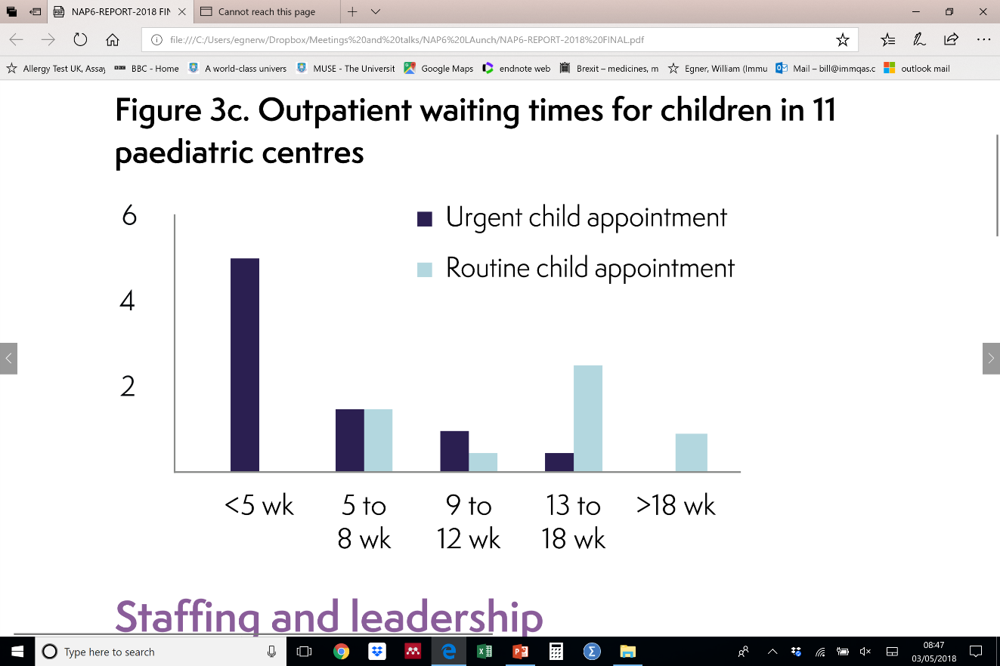 NAP6-REPORT-2018 FIN
Cannot reach this page
file:///C:/Users/egnerw/Dropbox/Meetings%20and%20talks/NAP6%20LAunch/NAP6-REPORT-2018%20FINAL.pdf
Allergy Test UK, Assay
BBC - Home
A world-class univers
MUSE - The Universit
Google Maps
endnote web
Brexit – medicines, m
Egner, William (Immu
Mail – bill@immqas.c
outlook mail
Figure 3c. Outpatient waiting times for children in 11
paediatric centres
6
4
2
Urgent child appointment
Routine child appointment
<5 wk
5 to
8 wk
9 to
12 wk
13 to
18 wk
>18 wk
Staffing and leadership
Type here to search
08:47
03/05/2018